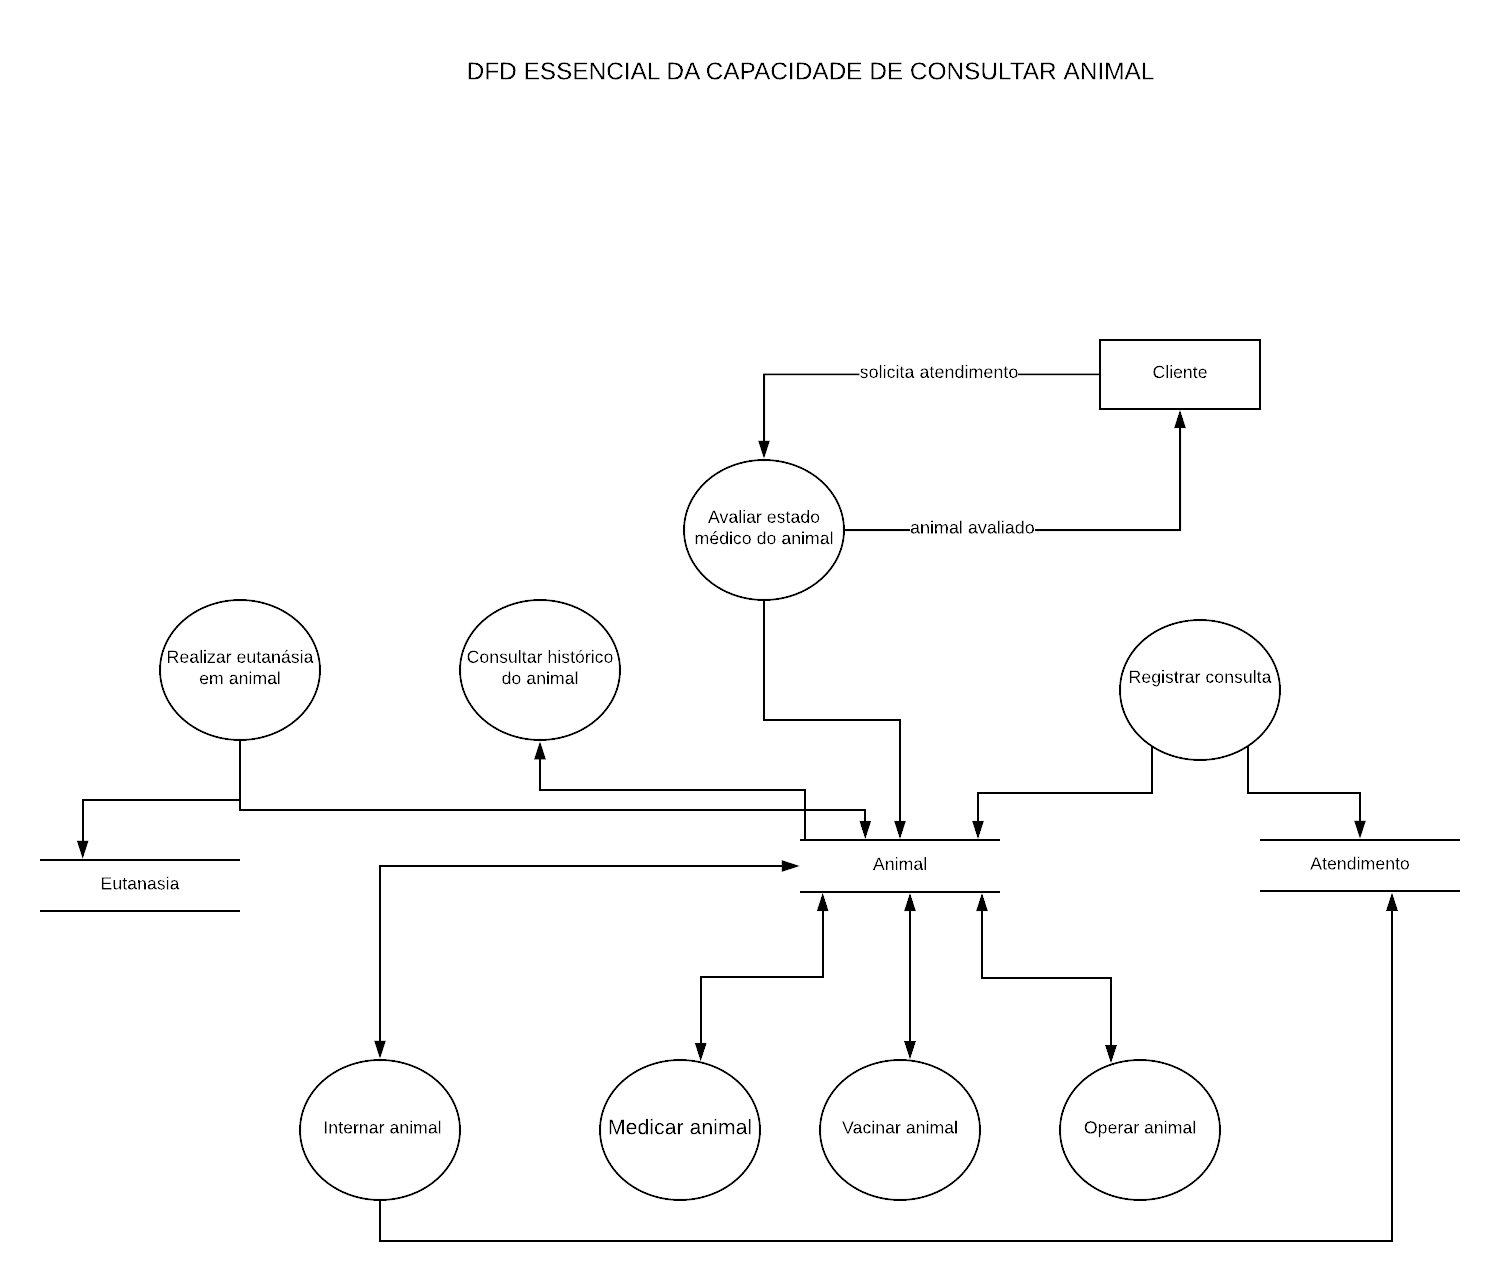 DFD ESSENCIAL DA CAPACIDADE DE CONSULTAR ANIMAL
solicita atendimento
Cliente
Avaliar estado
médico do animal
animal avaliado
Realizar eutanásia
em animal
Consultar histórico
do animal
Registrar consulta
Eutanasia
Animal
Atendimento
Internar animal
Medicar animal
Vacinar animal
Operar animal